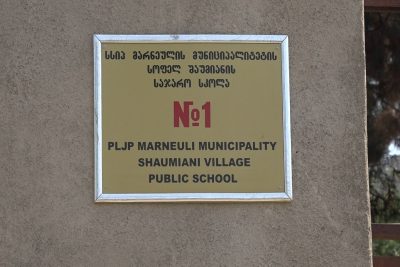 სსიპ მარნეულის მუნიციპალიტეტის
სოფელ შაუმიანის
საჯარო სკოლა
№1
PLJP MARNEULI MUNICIPALITY
SHAUMIANI VILLAGE
PUBLIC SCHOOL